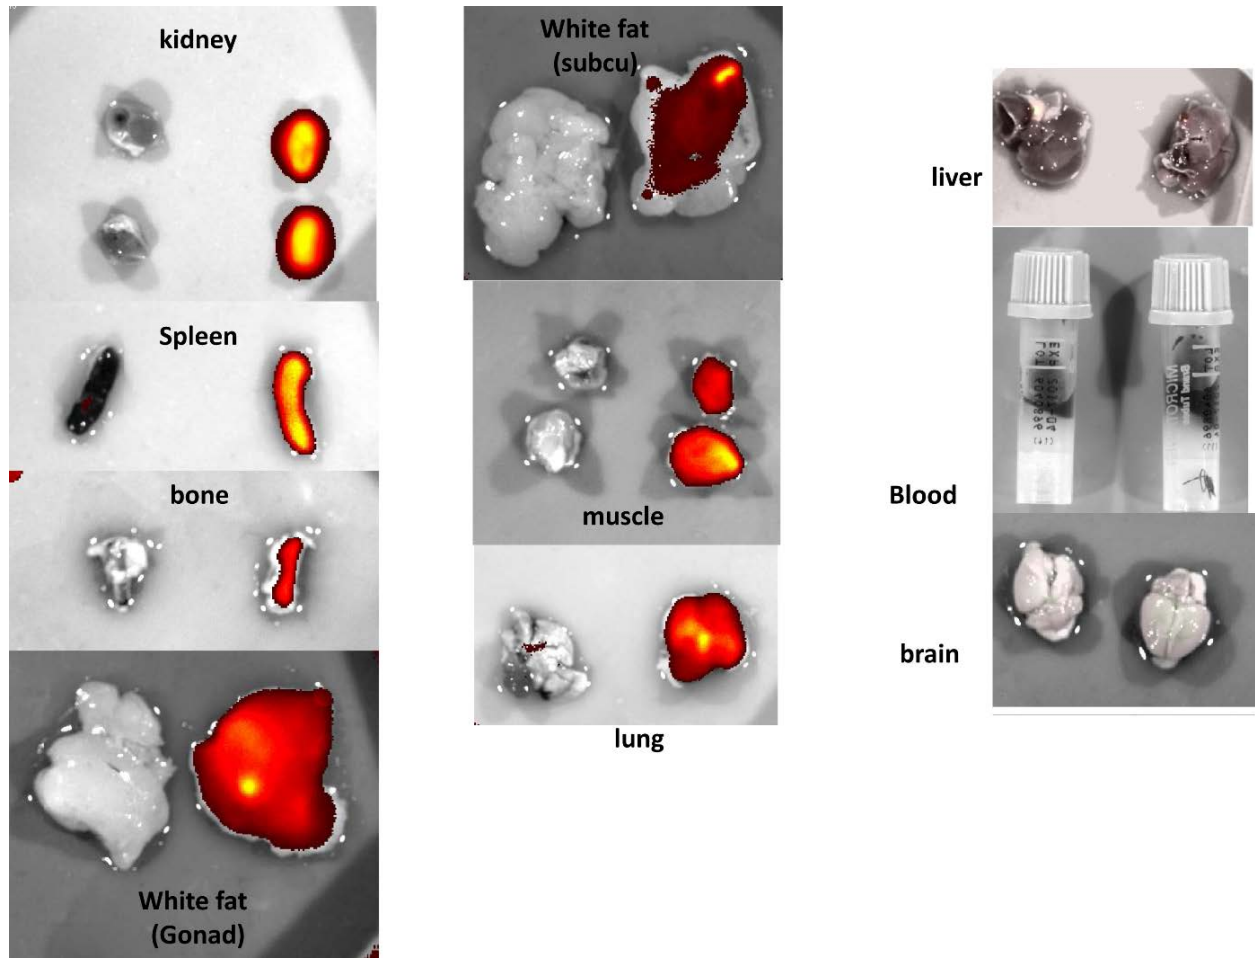 kidney
Spleen
bone
White fat
(Gonad)
White fat
(subcu)
muscle
lung
liver
Blood
brain